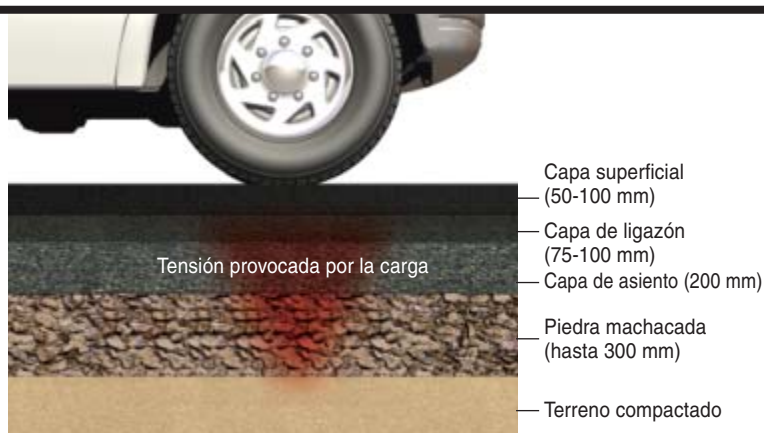 Capa superficial
(50-100 mm)
Capa de ligazón
(75-100 mm)
Tensión provocada por la carga
Capa de asiento (200 mm)
Piedra machacada
(hasta 300 mm)
Terreno compactado